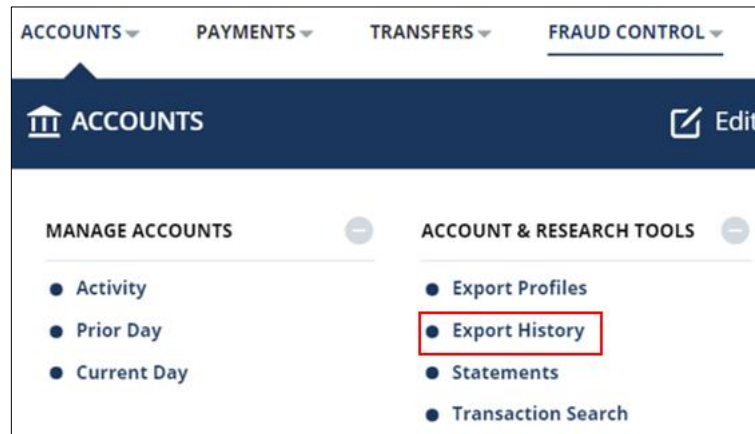 ACCOUNTS PAYMENTS TRANSFERS FRAUD CONTROL
ACCOUNTS Edit
MANAGE ACCOUNTS
Activity
Prior Day
Current Day
ACCOUNT & RESEARCH TOOLS
Export Profiles
Export History
Statements
Transaction Search